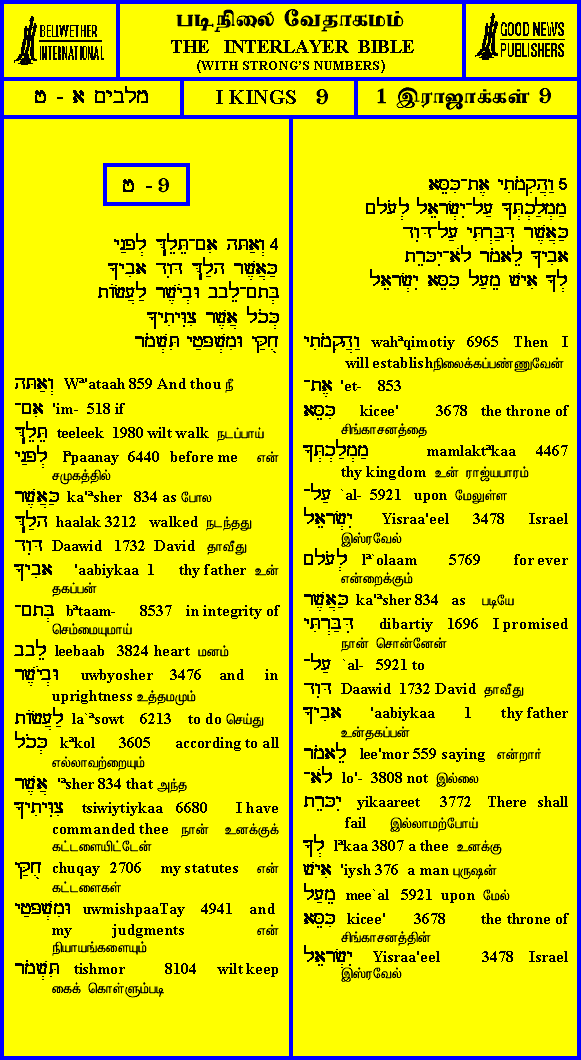 BELLWETHER
INTERNATIONAL
படிநிலை வேதாகமம்
THE INTERLAYER BIBLE
(WITH STRONG'S NUMBERS)
GOOD NEWS
PUBLISHERS
מלכים א - ט
I KINGS 9
1 இராஜாக்கள் 9
ט - 9
4 וְאַתָּה אִם־תֵּלֵךְ לְפָנַי
כַּאֲשֶׁר הָלַךְ דָּוִד אָבִיךָ
בְּתָם־לֵבָב וּבְיֹשֶׁר לַעֲשׂוֹת
כְּכֹל אֲשֶׁר צִוִּיתִיךָ
חֻקַּי וּמִשְׁפָּטַי תִּשְׁמֹר
וְאַתָּה Wᵊ'ataah 859 And thou நீ
אִם־ 'im- 518 if
תֵּלֵךְ teeleek 1980 wilt walk நடப்பாய்
לְפָנַי lᵊpaanay 6440 before me என்
சமுகத்தில்
כַּאֲשֶׁר ka'ᵃsher 834 as போல
הָלַךְ haalak 3212 walked நடந்தது
דָּוִד Daawid 1732 David தாவீது
אָבִיךָ 'aabiykaa 1 thy father உன்
தகப்பன்
בְּתָם־ bᵊtaam- 8537 in integrity of
செம்மையுமாய்
לֵבָב leebaab 3824 heart மனம்
וּבְיֹשֶׁר uwbyosher 3476 and in
uprightness உத்தமமும்
לַעֲשׂוֹת la`ᵃsowt 6213 to do செய்து
כְּכֹל kᵊkol 3605 according to all
எல்லாவற்றையும்
אֲשֶׁר 'ᵃsher 834 that அந்த
צִוִּיתִיךָ tsiwiytiykaa 6680 I have
commanded thee நான் உனக்குக்
கட்டளையிட்டேன்
חֻקַּי chuqay 2706 my statutes என்
கட்டளைகள்
וּמִשְׁפָּטַי uwmishpaaTay 4941 and
my judgments என்
நியாயங்களையும்
תִּשְׁמֹר tishmor 8104 wilt keep
கைக் கொள்ளும்படி
5 וַהֲקִמֹתִי אֶת־כִּסֵּא
מַמְלַכְתְּךָ עַל־יִשְׂרָאֵל לְעֹלָם
כַּאֲשֶׁר דִּבַּרְתִּי עַל־דָּוִד
אָבִיךָ לֵאמֹר לֹא־יִכָּרֵת
לְךָ אִישׁ מֵעַל כִּסֵּא יִשְׂרָאֵל
וַהֲקִמֹתִי wahᵃqimotiy 6965 Then I
will establish நிலைக்கப்பண்ணுவேன்
אֶת־ 'et- 853
כִּסֵּא kicee' 3678 the throne of
சிங்காசனத்தை
מַמְלַכְתְּךָ mamlaktᵊkaa 4467
thy kingdom உன் ராஜ்யபாரம்
עַל־ `al- 5921 upon மேலுள்ள
יִשְׂרָאֵל Yisraa'eel 3478 Israel
இஸ்ரவேல்
לְעֹלָם lᵊ`olaam 5769 for ever
என்றைக்கும்
כַּאֲשֶׁר ka'ᵃsher 834 as படியே
דִּבַּרְתִּי dibartiy 1696 I promised
நான் சொன்னேன்
עַל־ `al- 5921 to
דָּוִד Daawid 1732 David தாவீது
אָבִיךָ 'aabiykaa 1 thy father
உன்தகப்பன்
לֵאמֹר lee'mor 559 saying என்றார்
לֹא־ lo'- 3808 not இல்லை
יִכָּרֵת yikaareet 3772 There shall
fail இல்லாமற்போய்
לְךָ lᵊkaa 3807 a thee உனக்கு
אִישׁ 'iysh 376 a man புருஷன்
מֵעַל mee`al 5921 upon மேல்
כִּסֵּא kicee' 3678 the throne of
சிங்காசனத்தின்
יִשְׂרָאֵל Yisraa'eel 3478 Israel
இஸ்ரவேல்